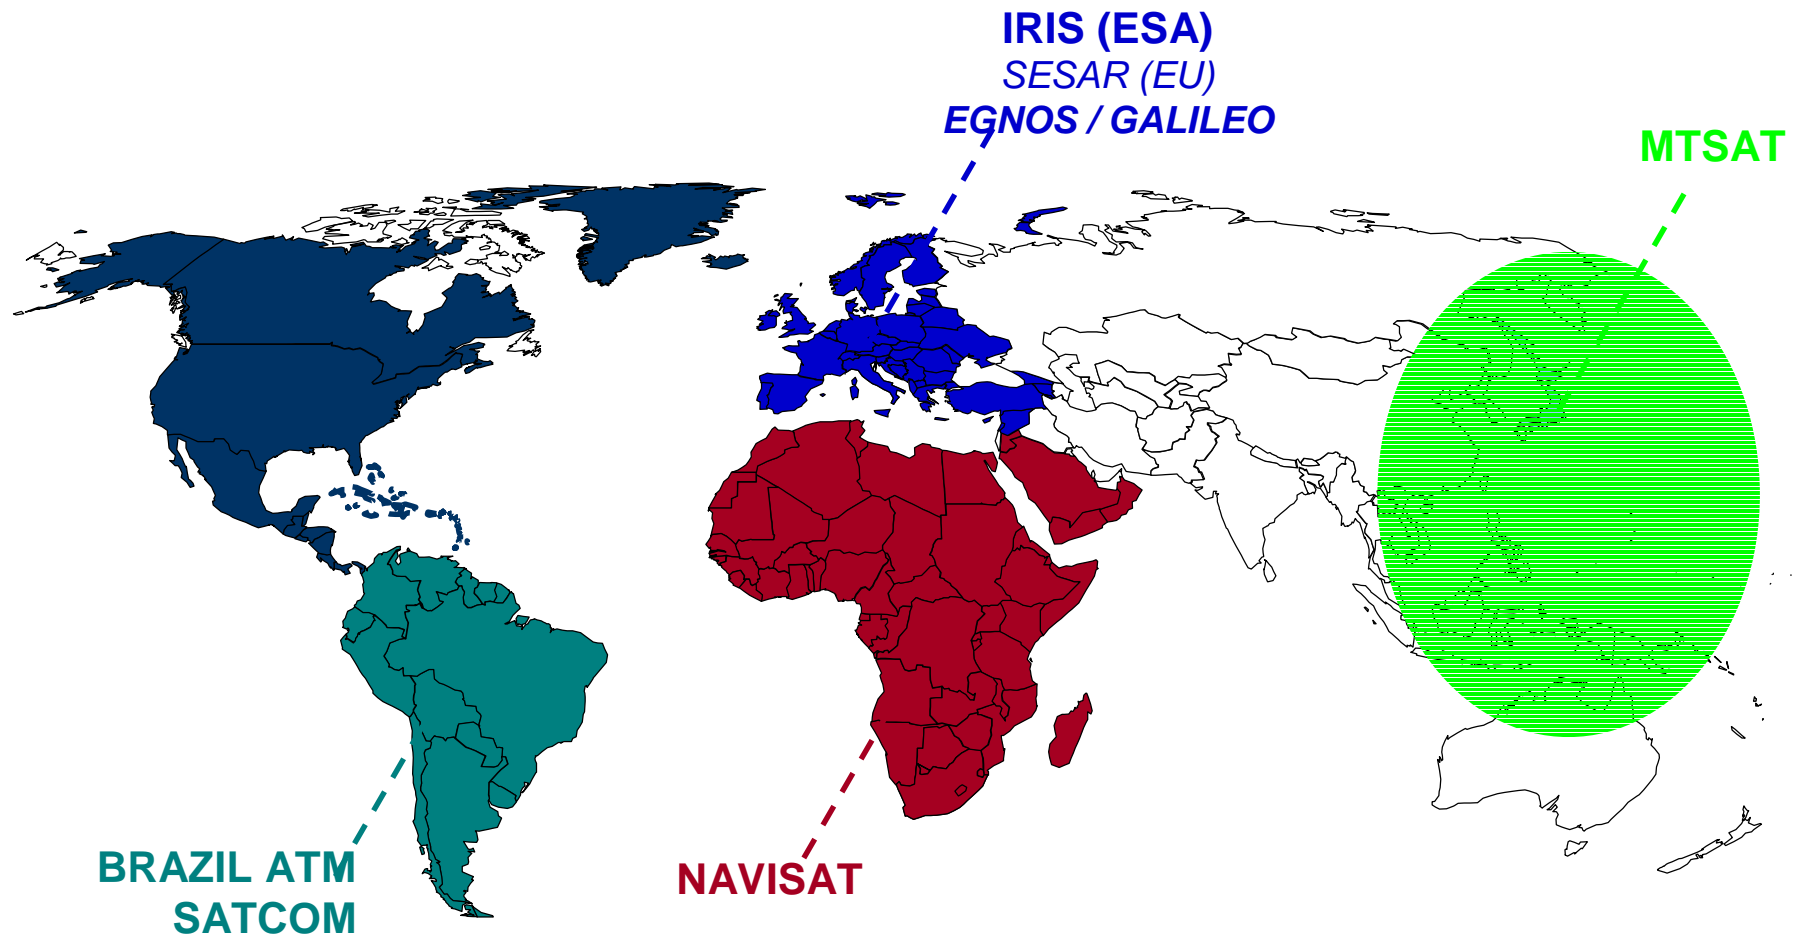 IRIS (ESA)
SESAR (EU)
EGNOS / GALILEO
MTSAT
BRAZIL ATM
SATCOM
NAVISAT